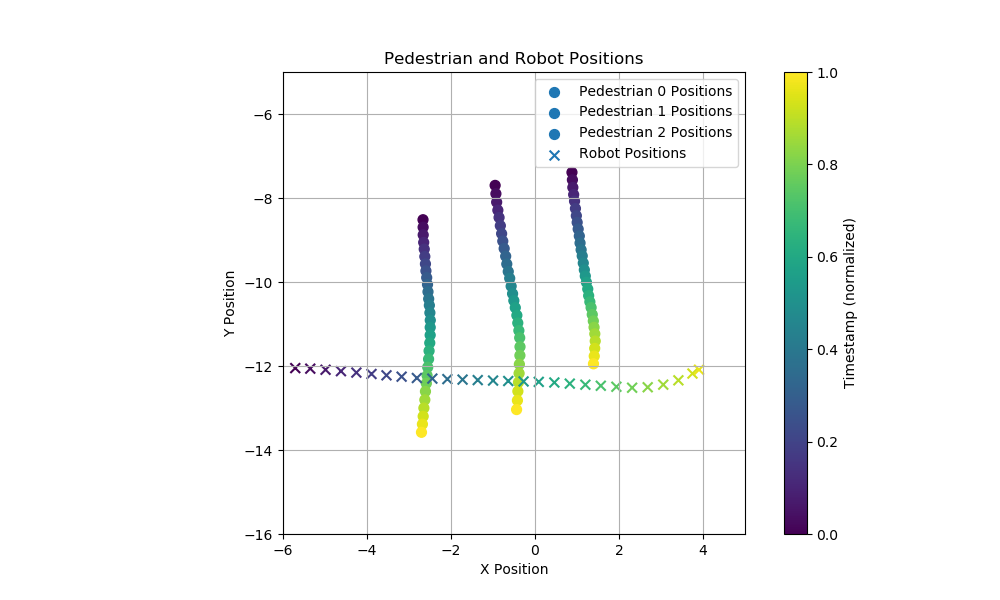 Pedestrian and Robot Positions
Pedestrian 0 Positions
Pedestrian 1 Positions
Pedestrian 2 Positions
Robot Positions
Y Position
−6
−8
−10
−12
−14
−16
−6
−4
−2
0
2
4
X Position
1.0
0.8
0.6
0.4
0.2
0.0
Timestamp (normalized)